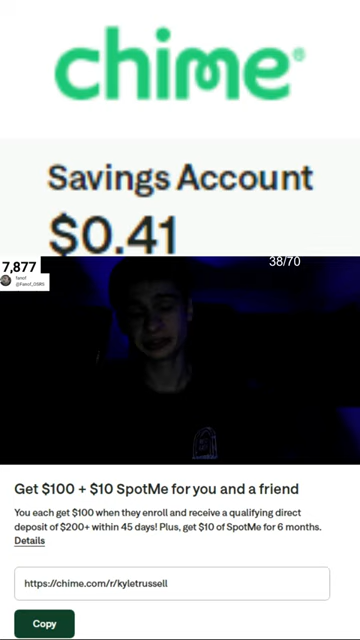 chime®
Savings Account
$0.41
7,877
38/70
fanof
@Fanof_OSRS
Get $100 + $10 SpotMe for you and a friend
You each get $100 when they enroll and receive a qualifying direct
deposit of $200+ within 45 days! Plus, get $10 of SpotMe for 6 months.
Details
https://chime.com/r/kyletrussell
Copy